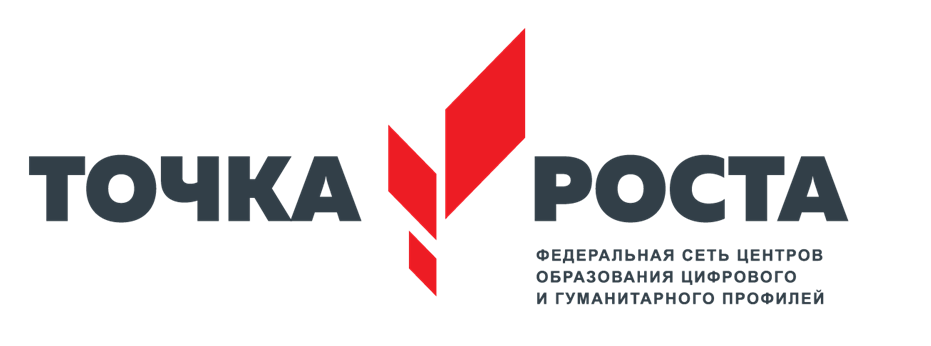 ТОЧКА РОСТА
ФЕДЕРАЛЬНАЯ СЕТЬ ЦЕНТРОВ
ОБРАЗОВАНИЯ ЦИФРОВОГО
И ГУМАНИТАРНОГО ПРОФИЛЕЙ